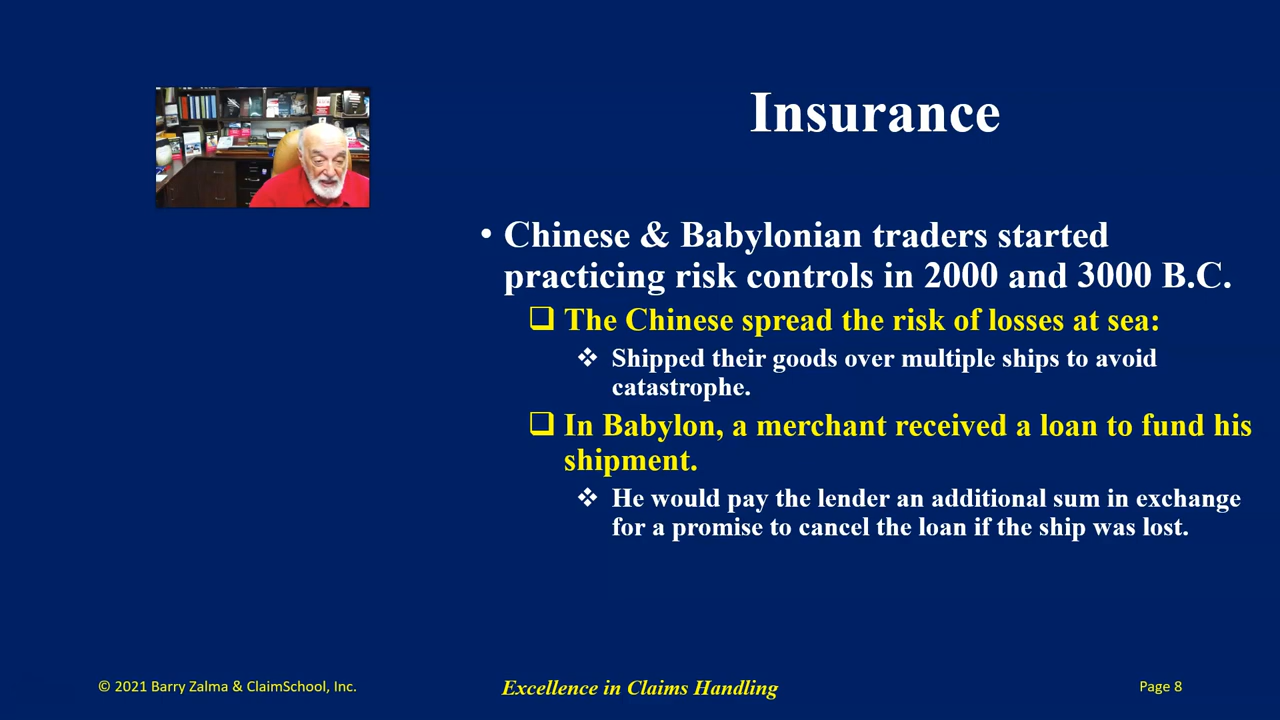 Insurance
• Chinese & Babylonian traders started
practicing risk controls in 2000 and 3000 B.C.
❑ The Chinese spread the risk of losses at sea:
❖ Shipped their goods over multiple ships to avoid
catastrophe.
❑ In Babylon, a merchant received a loan to fund his
shipment.
❖ He would pay the lender an additional sum in exchange
for a promise to cancel the loan if the ship was lost.
© 2021 Barry Zalma & ClaimSchool, Inc.
Excellence in Claims Handling
Page 8